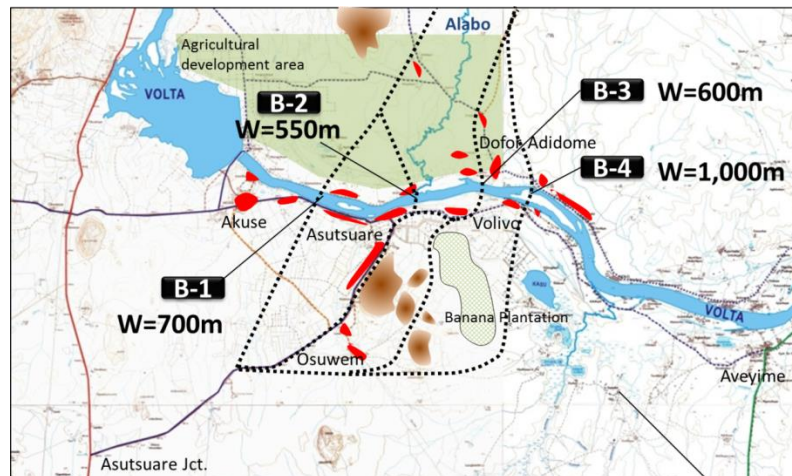 Alabo
Agricultural
development area
VOLTA
B-2
W=550m
B-3 W=600m
Dofor Adidome
B-4
W=1,000m
Akuse
Asutsuare
Volivo
B-1
W=700m
Banana Plantation
VOLTA
Osuwem
Aveyime
Asutsuare Jct.